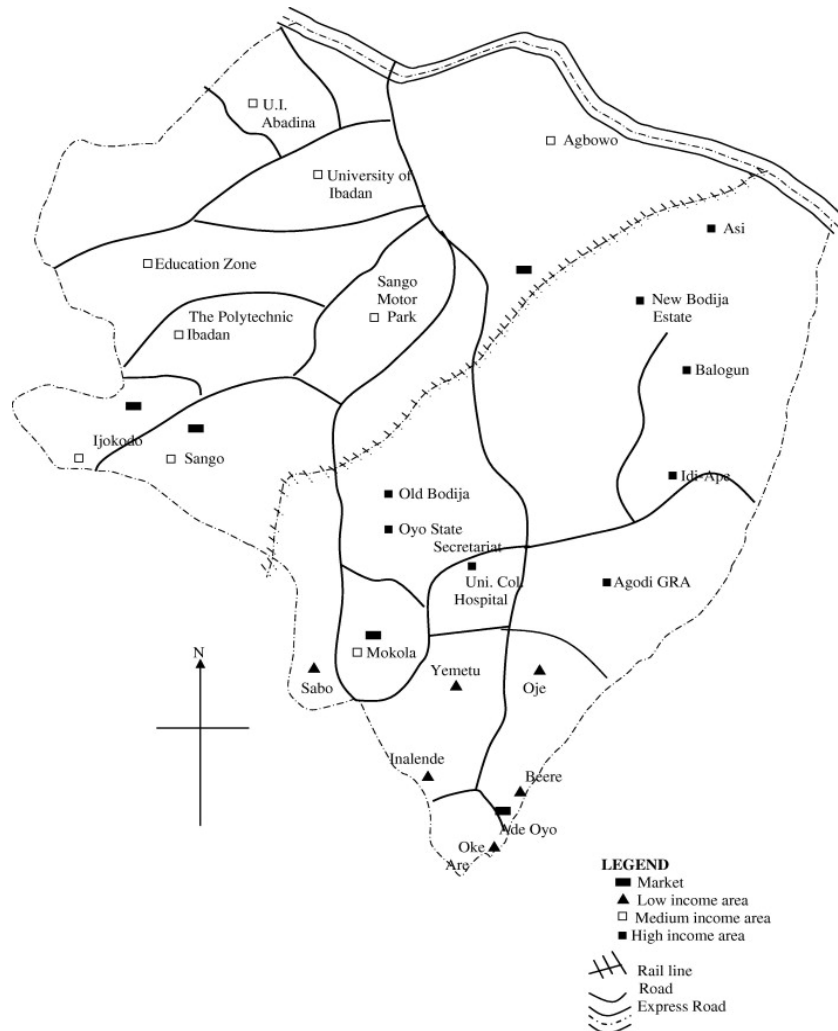 U.I.
Abadina
Agbowo
University of
Ibadan
Asi
Education Zone
Sango
Motor
Park
New Bodija
Estate
The Polytechnic
Ibadan
Balogun
Ijokodo
Sango
Idi-Ape
Old Bodija
Oyo State
Secretariat
Uni. Col.
Hospital
Agodi GRA
N
Mokola
Sabo
Yemetu
Oje
Inalende
Beere
Ade Oyo
Oke
Are
LEGEND
Market
Low income area
Medium income area
High income area
Rail line
Road
Express Road